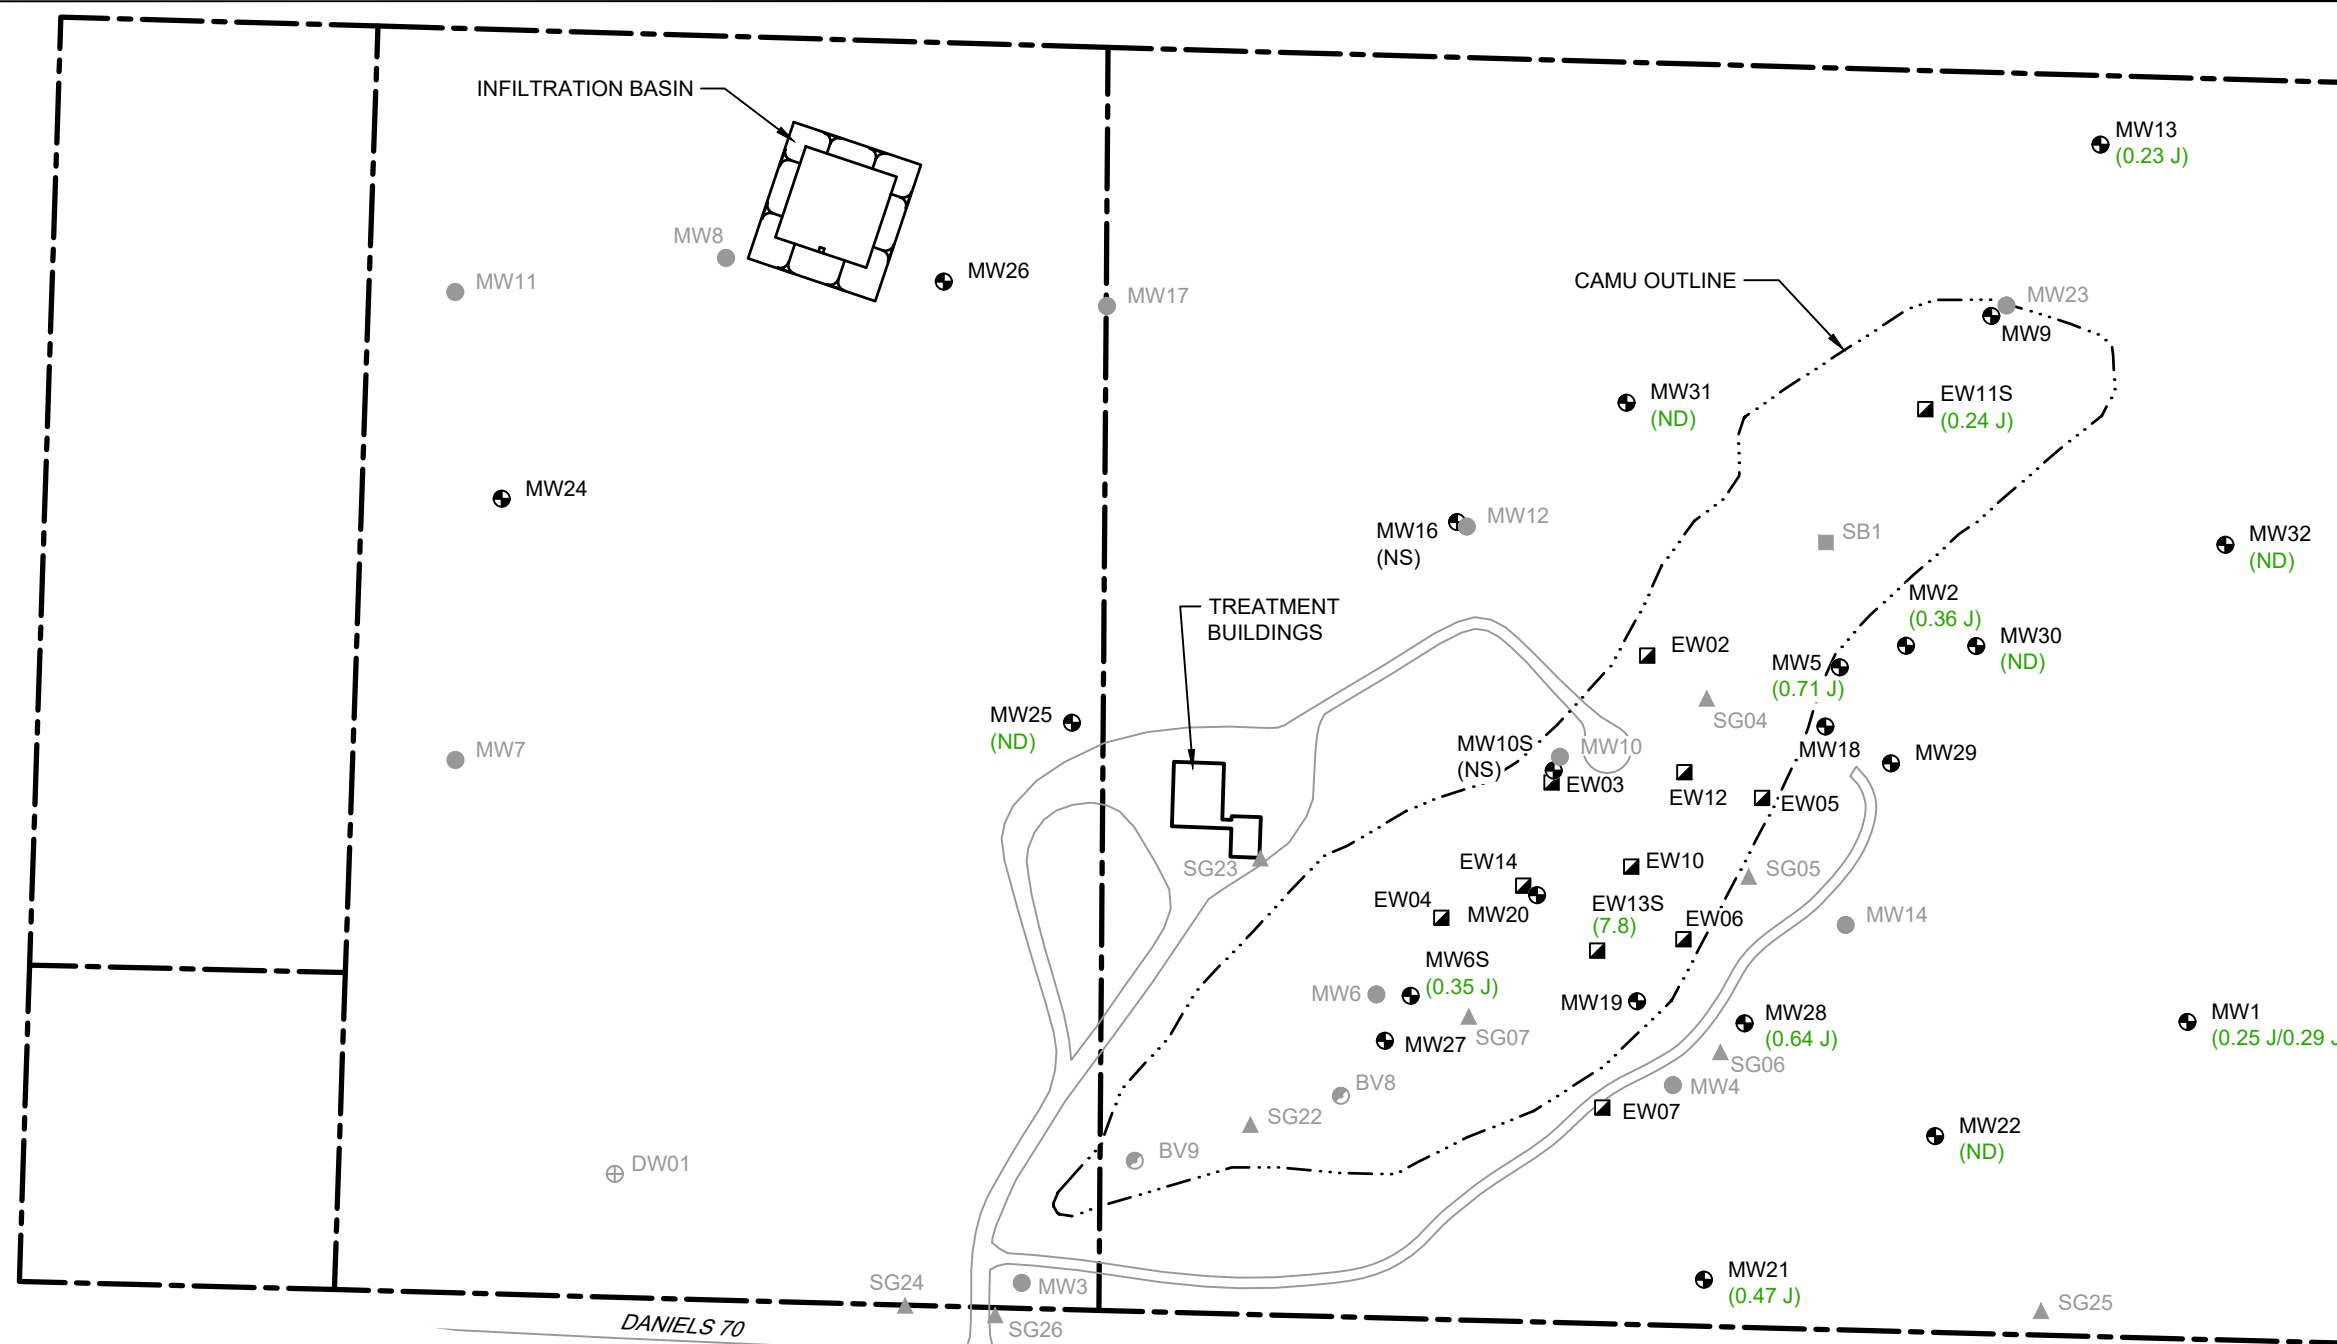 INFILTRATION BASIN
MW13
(0.23 J)
MW8
MW11
MW26
MW17
CAMU OUTLINE
MW23
MW9
MW31
(ND)
EW11S
(0.24 J)
MW24
MW16
(NS)
MW12
SB1
MW32
(ND)
TREATMENT
BUILDINGS
MW2
(0.36 J)
EW02
MW30
(ND)
MW5
(0.71 J)
MW25
(ND)
SG04
MW7
MW10S
(NS)
MW10
MW18
MW29
EW03
EW12
EW05
SG23
EW14
EW10
SG05
EW04
MW20
EW13S
(7.8)
EW06
MW14
MW6S
(0.35 J)
MW6
MW19
SG07
MW27
MW28
(0.64 J)
MW1
(0.25 J/0.29 J
SG06
BV8
MW4
EW07
SG22
MW22
(ND)
BV9
DW01
MW21
(0.47 J)
SG24
MW3
SG25
SG26
DANIELS 70